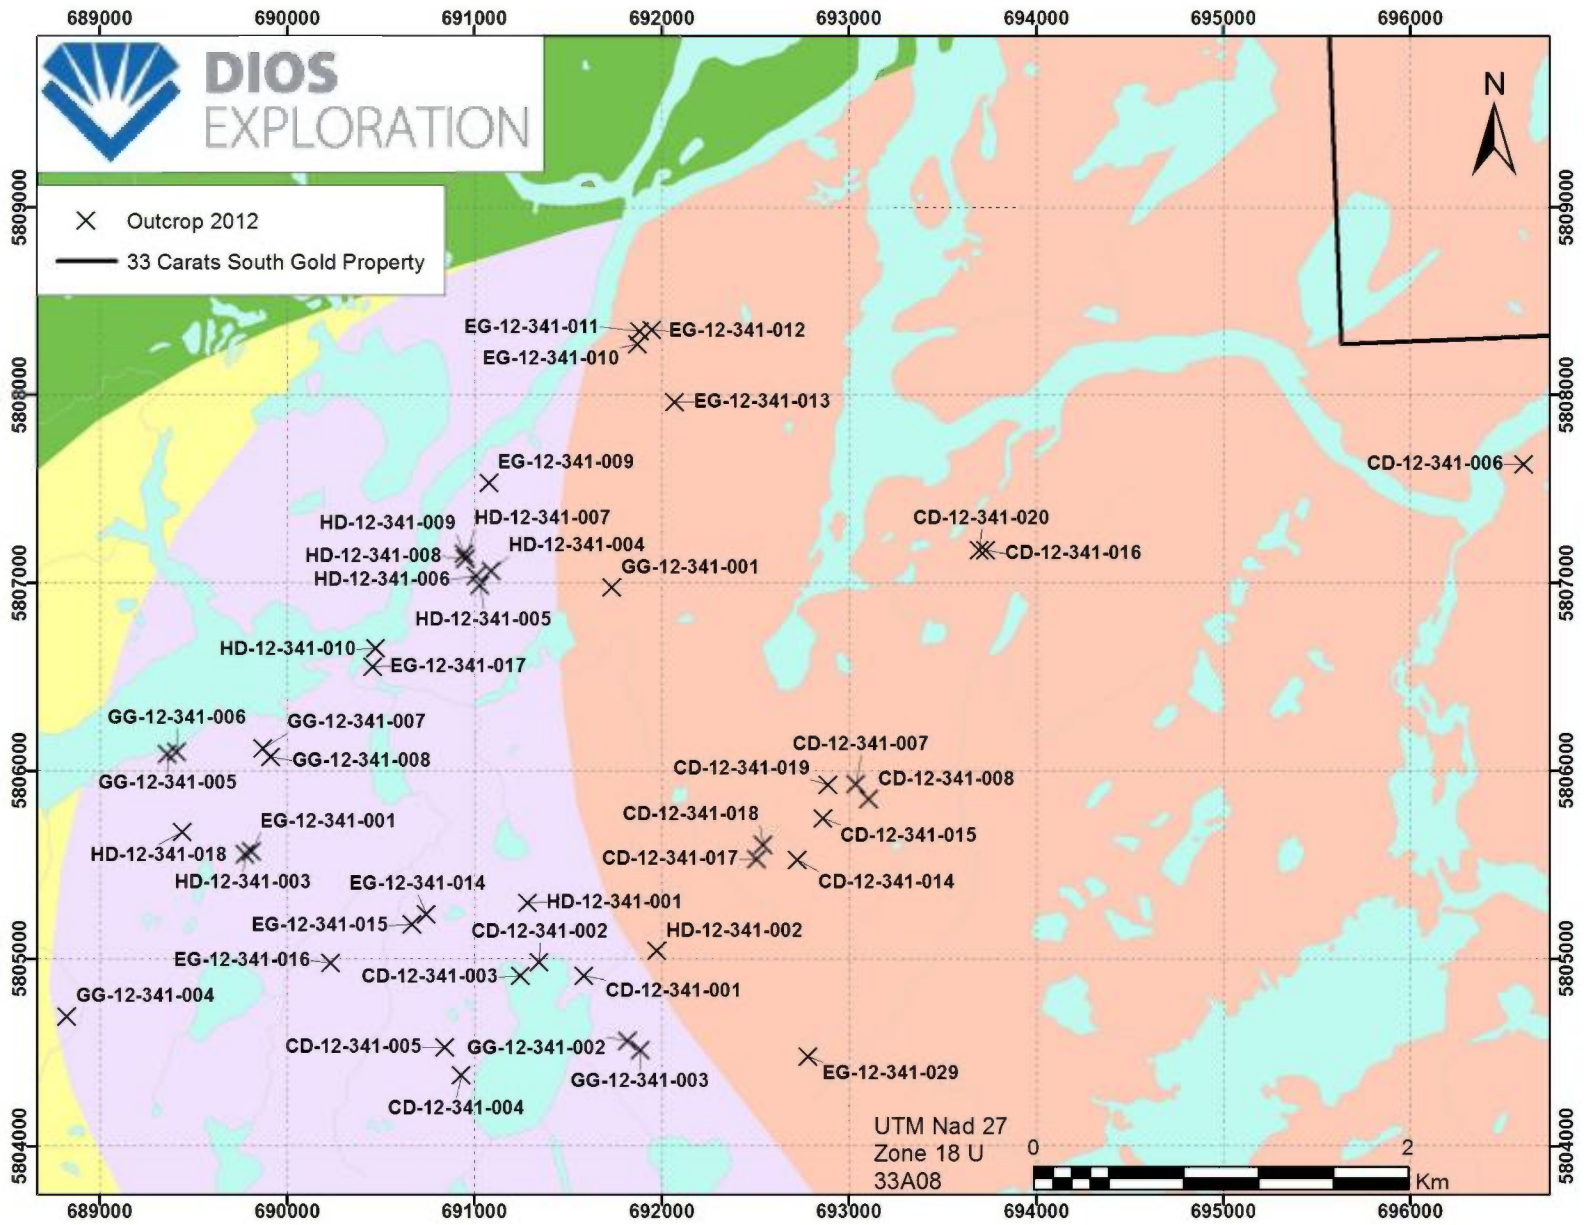 689000 690000 691000 692000 693000 694000 695000 696000
DIOS
EXPLORATION
N
5809000 5809000
Outcrop 2012
33 Carats South Gold Property
EG-12-341-011 EG-12-341-012
EG-12-341-010
5808000 5808000
EG-12-341-013
EG-12-341-009 CD-12-341-006
HD-12-341-009 HD-12-341-007 CD-12-341-020
HD-12-341-008 HD-12-341-004 CD-12-341-016
HD-12-341-006 GG-12-341-001
5807000 5807000
HD-12-341-005
HD-12-341-010
EG-12-341-017
GG-12-341-006 GG-12-341-007
GG-12-341-008 CD-12-341-007
5806000 5806000
GG-12-341-005 CD-12-341-019 CD-12-341-008
EG-12-341-001 CD-12-341-018
CD-12-341-015
HD-12-341-018 CD-12-341-017
HD-12-341-003 EG-12-341-014 CD-12-341-014
HD-12-341-001
EG-12-341-015 CD-12-341-002 HD-12-341-002
5805000 5805000
EG-12-341-016 CD-12-341-003
GG-12-341-004 CD-12-341-001
CD-12-341-005 GG-12-341-002
GG-12-341-003 EG-12-341-029
CD-12-341-004
5804000 5804000
UTM Nad 27
Zone 18 U
33A08
0 2
Km
689000 690000 691000 692000 693000 694000 695000 696000